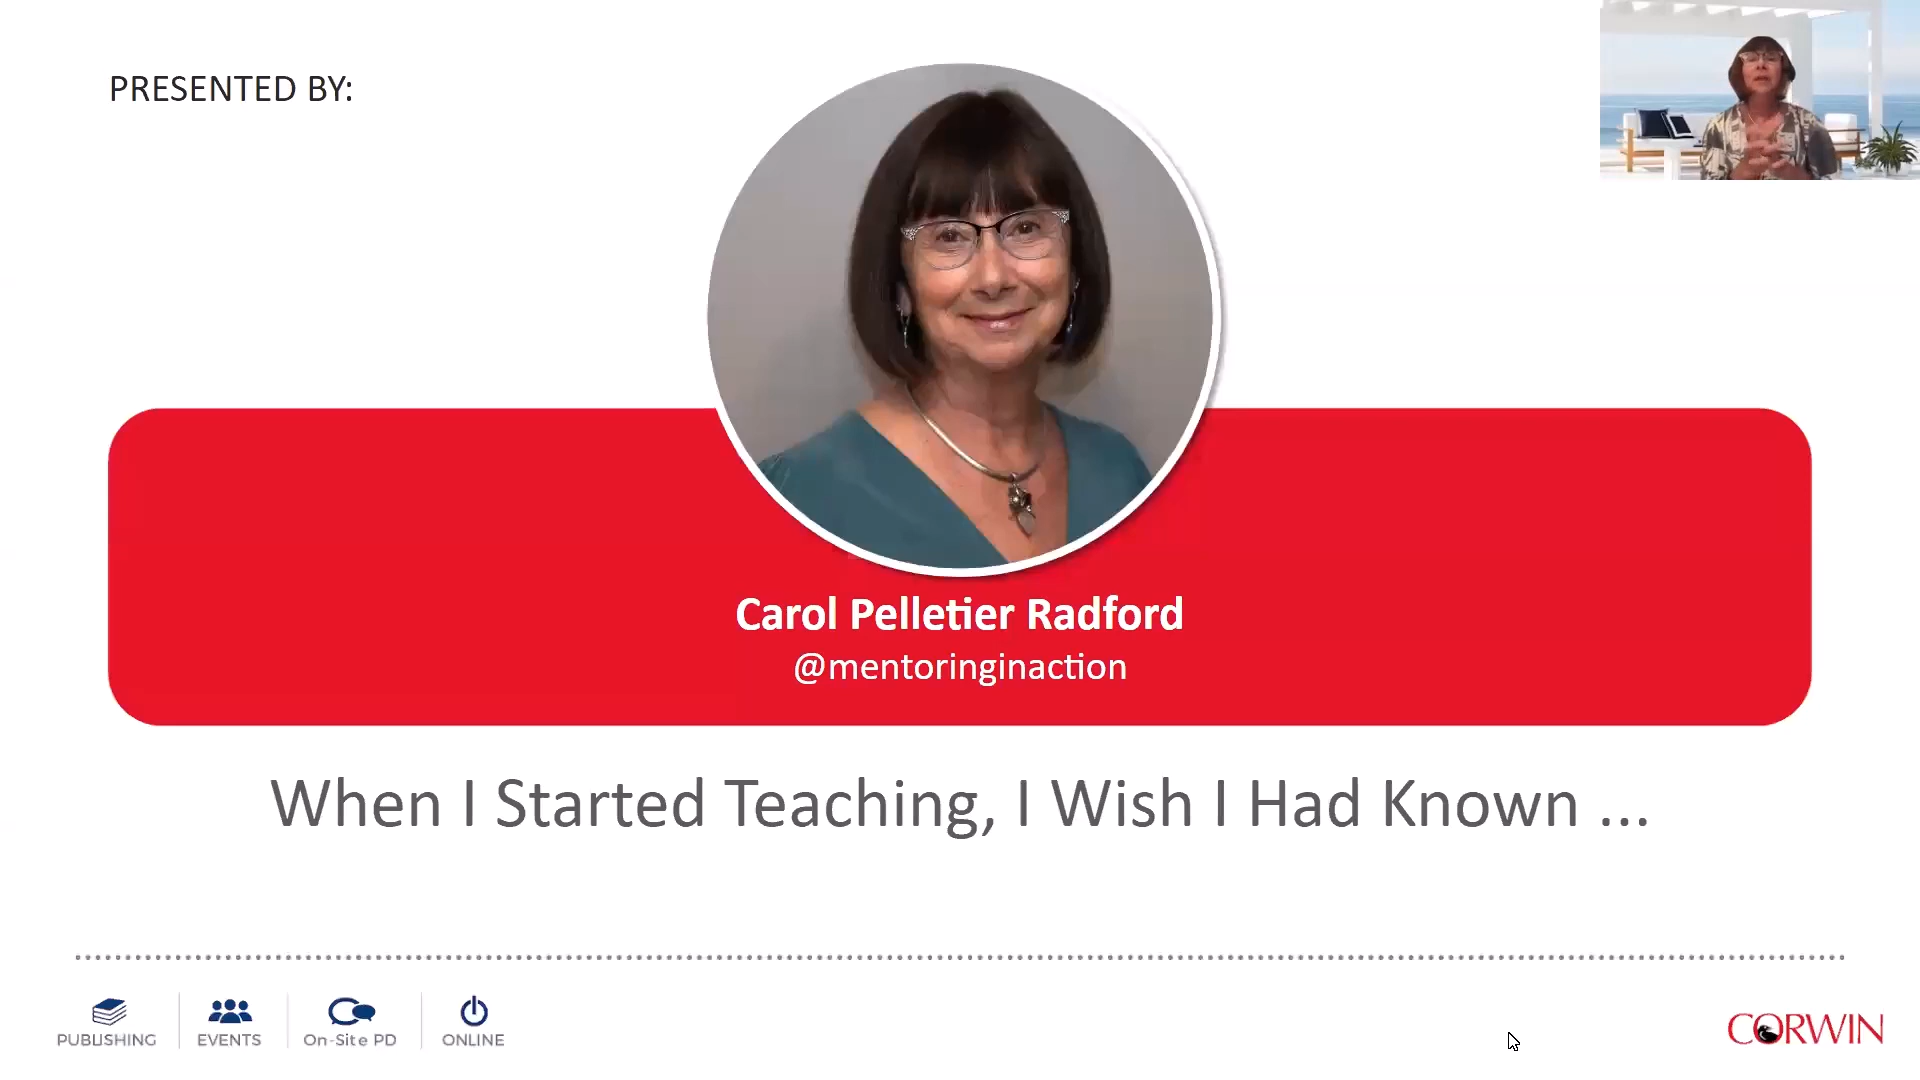 PRESENTED BY:
Carol Pelletier Radford
@mentoringinaction
When I Started Teaching, I Wish I Had Known ...
PUBLISHING
EVENTS
On-Site PD
ONLINE
CORWIN